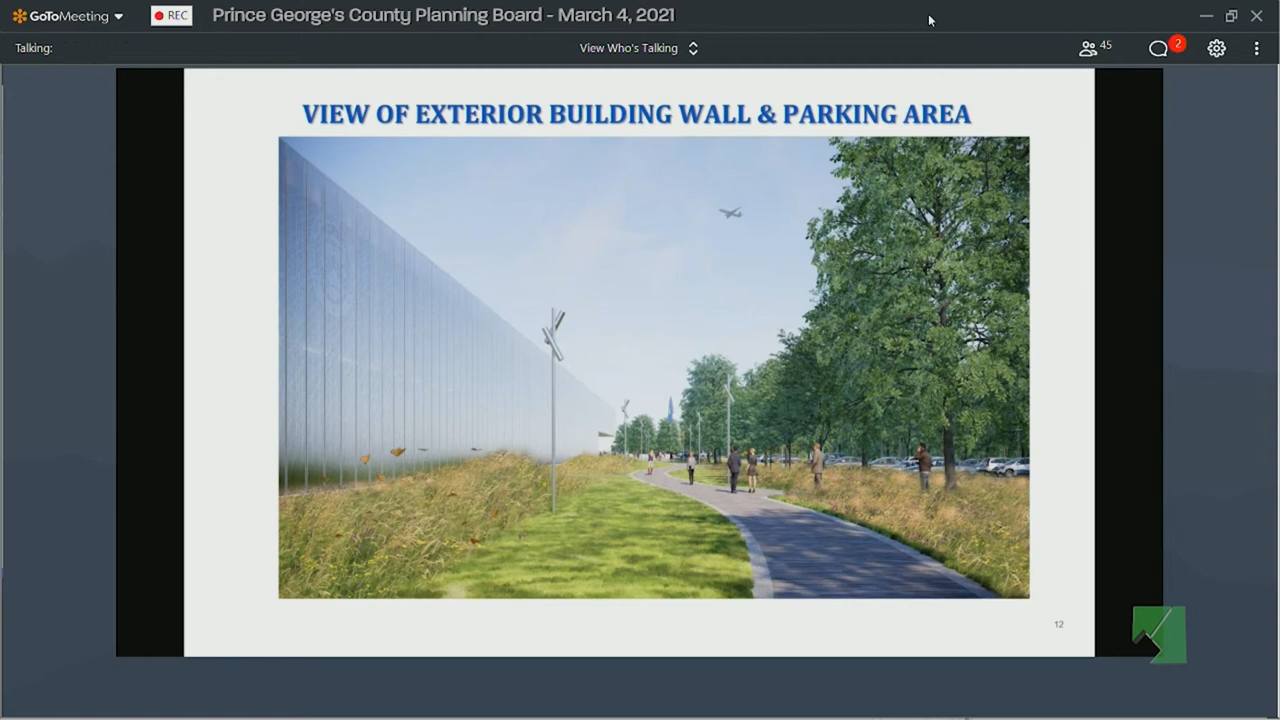 GoToMeeting
REC
Prince George's County Planning Board - March 4, 2021
Talking:
View Who's Talking
45
2
VIEW OF EXTERIOR BUILDING WALL & PARKING AREA
12